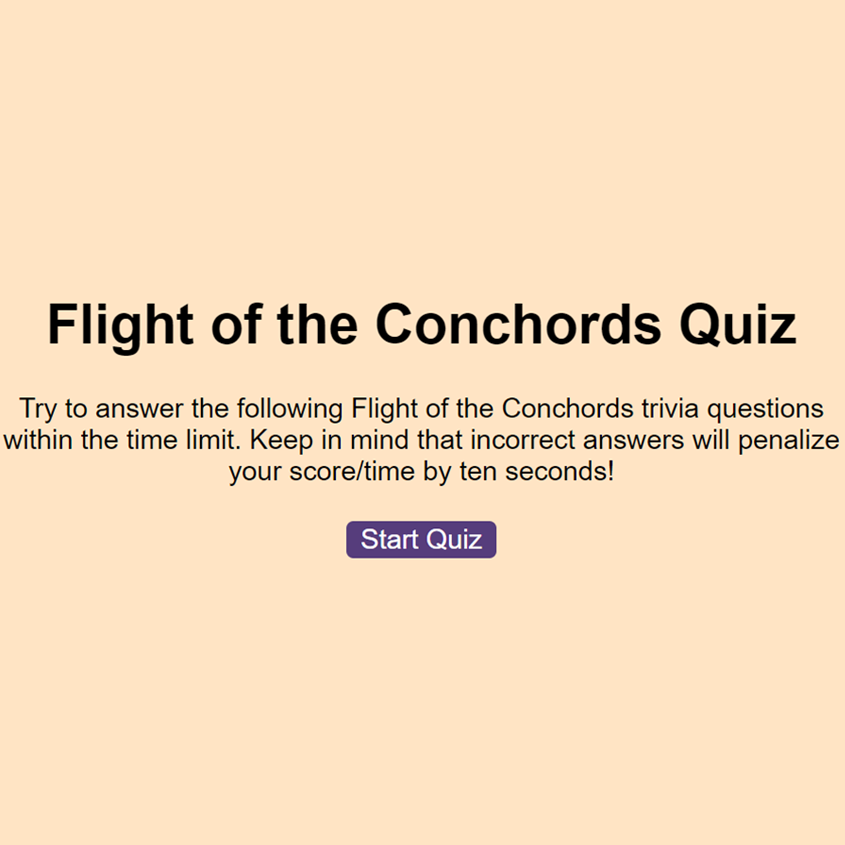 Flight of the Conchords Quiz
Try to answer the following Flight of the Conchords trivia questions
within the time limit. Keep in mind that incorrect answers will penalize
your score/time by ten seconds!
Start Quiz